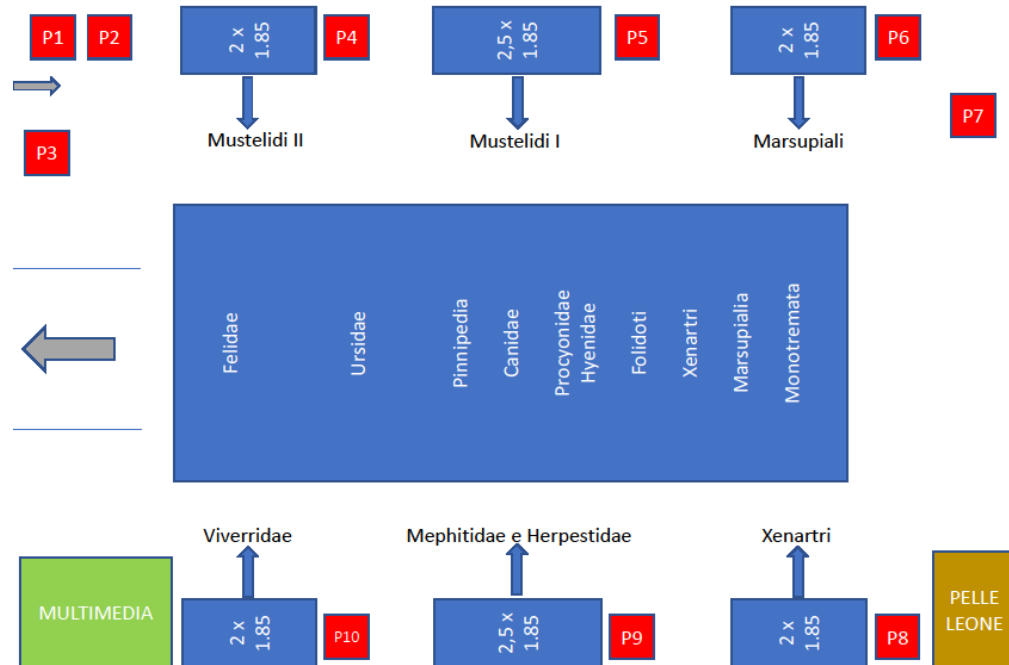 P1
P2
2 x
1.85
P4
2,5 x
1.85
P5
2 x
1.85
P6
P7
P3
Mustelidi II
Mustelidi I
Marsupiali
Felidae
Ursidae
Pinnipedia
Canidae
Procyonidae
Hyenidae
Folidoti
Xenartri
Marsupialia
Monotremata
Viverridae
Mephitidae e Herpestidae
Xenartri
MULTIMEDIA
2 x
1.85
P10
2,5 x
1.85
P9
2 x
1.85
P8
PELLE
LEONE